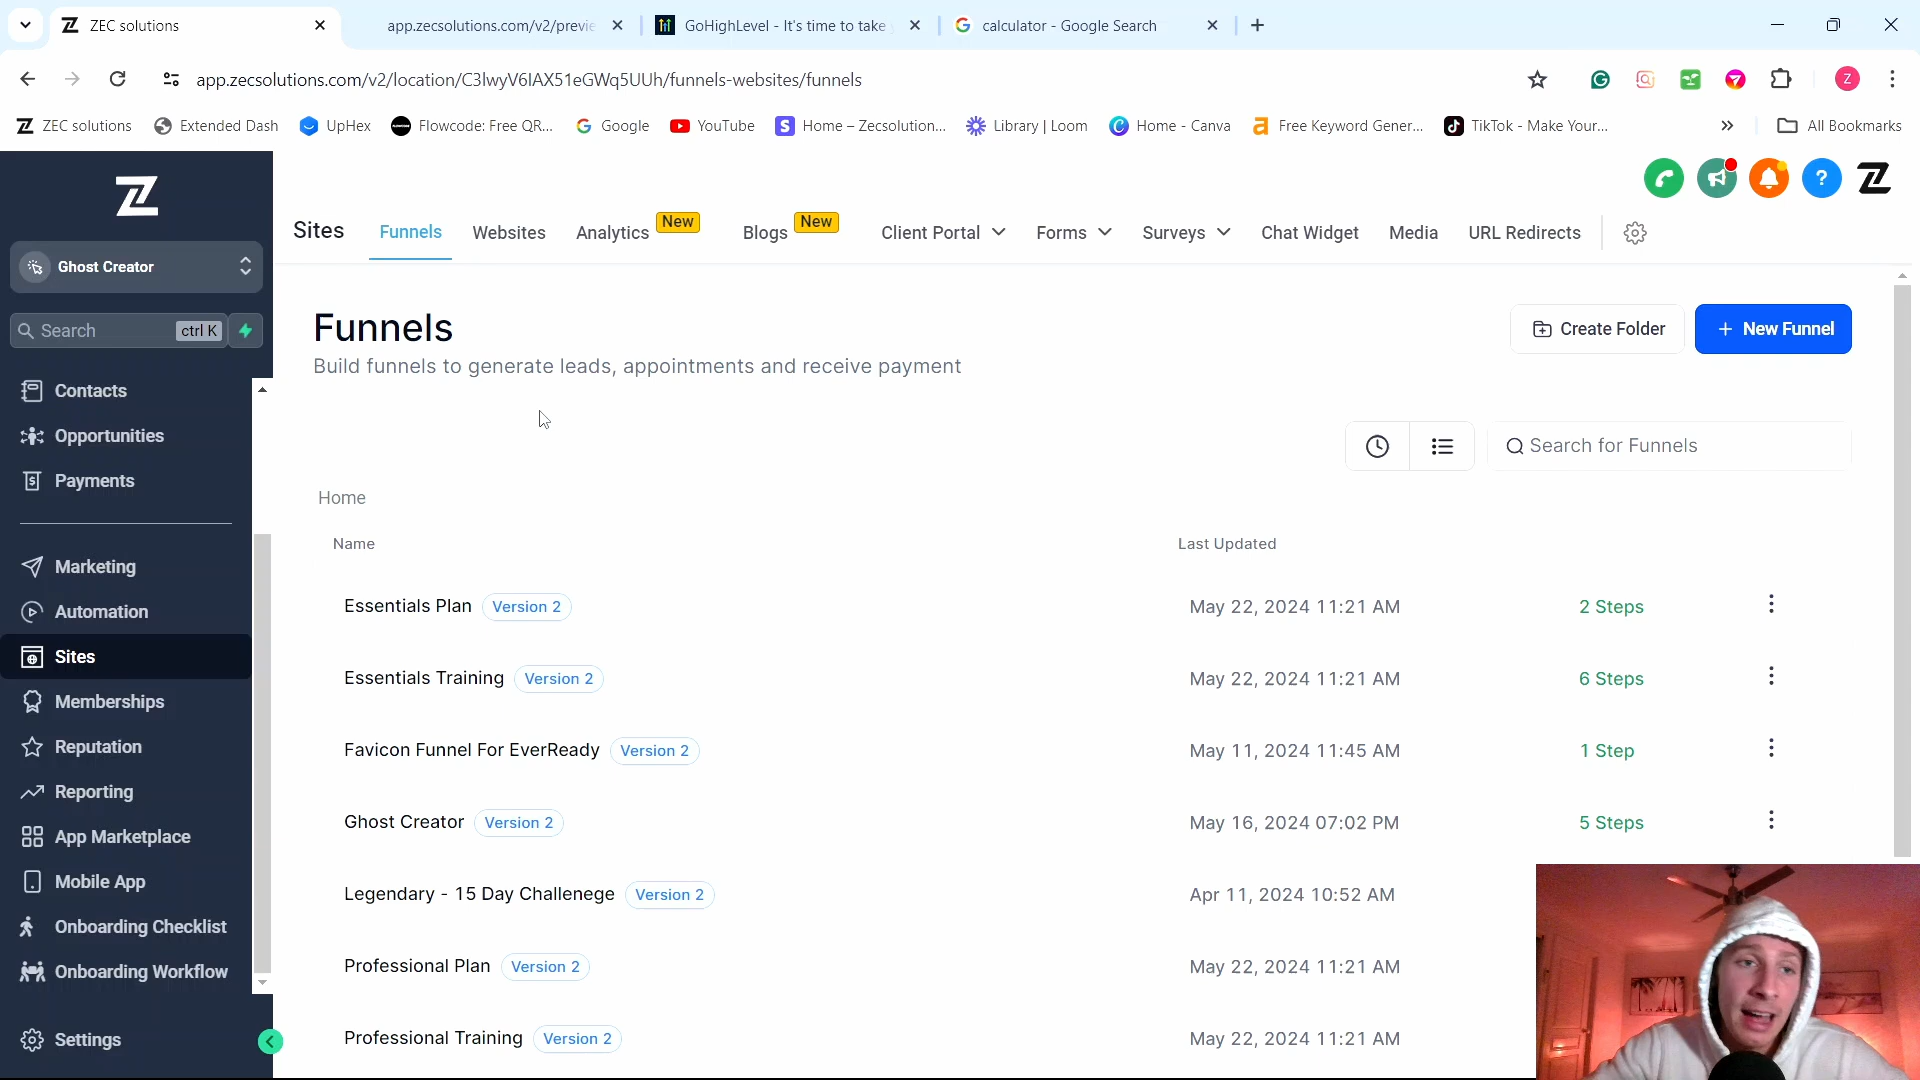 ZEC solutions
app.zecsolutions.com/v2/previe
GoHighLevel - It's time to take
calculator - Google Search
app.zecsolutions.com/v2/location/C3lwyV6IAX51eGWq5UUh/funnels-websites/funnels
Z
ZEC solutions
Extended Dash
UpHex
Flowcode: Free QR...
Google
YouTube
Home – Zecsolution...
Library | Loom
Home - Canva
Free Keyword Gener...
TikTok - Make Your...
All Bookmarks
Ghost Creator
Search
ctrl K
Contacts
Opportunities
Payments
Marketing
Automation
Sites
Memberships
Reputation
Reporting
App Marketplace
Mobile App
Onboarding Checklist
Onboarding Workflow
Settings
Sites
Funnels
Websites
Analytics
New
Blogs
New
Client Portal
Forms
Surveys
Chat Widget
Media
URL Redirects
Funnels
Build funnels to generate leads, appointments and receive payment
Create Folder
+ New Funnel
Search for Funnels
Home
Name
Last Updated
Essentials Plan Version 2 May 22, 2024 11:21 AM 2 Steps
Essentials Training Version 2 May 22, 2024 11:21 AM 6 Steps
Favicon Funnel For EverReady Version 2 May 11, 2024 11:45 AM 1 Step
Ghost Creator Version 2 May 16, 2024 07:02 PM 5 Steps
Legendary - 15 Day Challenege Version 2 Apr 11, 2024 10:52 AM
Professional Plan Version 2 May 22, 2024 11:21 AM
Professional Training Version 2 May 22, 2024 11:21 AM